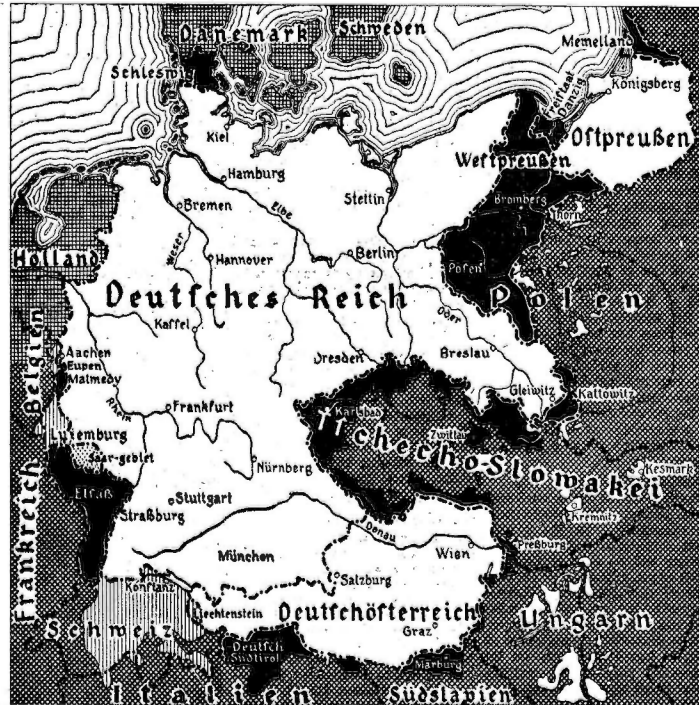 Dänemark
Schweden
Schleswi
Memelland
Königsberg
Freistaat
Danzig
Ostpreußen
Kiel
Westpreußen
Hamburg
Stettin
Bremen
Elbe
Bromberg
Thorn
Weser
Berlin
Holland
Hannover
Posen
Deutsches Reich
Polen
Kassel
Oder
Belgien
Aachen
Eupen
Malmedy
Dresden
Breslau
Gleiwitz
Kattowitz
Rhein
Frankfurt
Karlsbad
Luxemburg
Tschecho-Slowakei
Zwittau
Saar-gebiet
Nürnberg
Kesmark
Frankreich
Elsaß
Stuttgart
Kremnitz
Straßburg
Donau
München
Wien
Preßburg
Konstanz
Salzburg
Liechtenstein
Deutschösterreich
Ungarn
Schweiz
Graz
Deutsch
Südtirol
Marburg
Italien
Südslavien